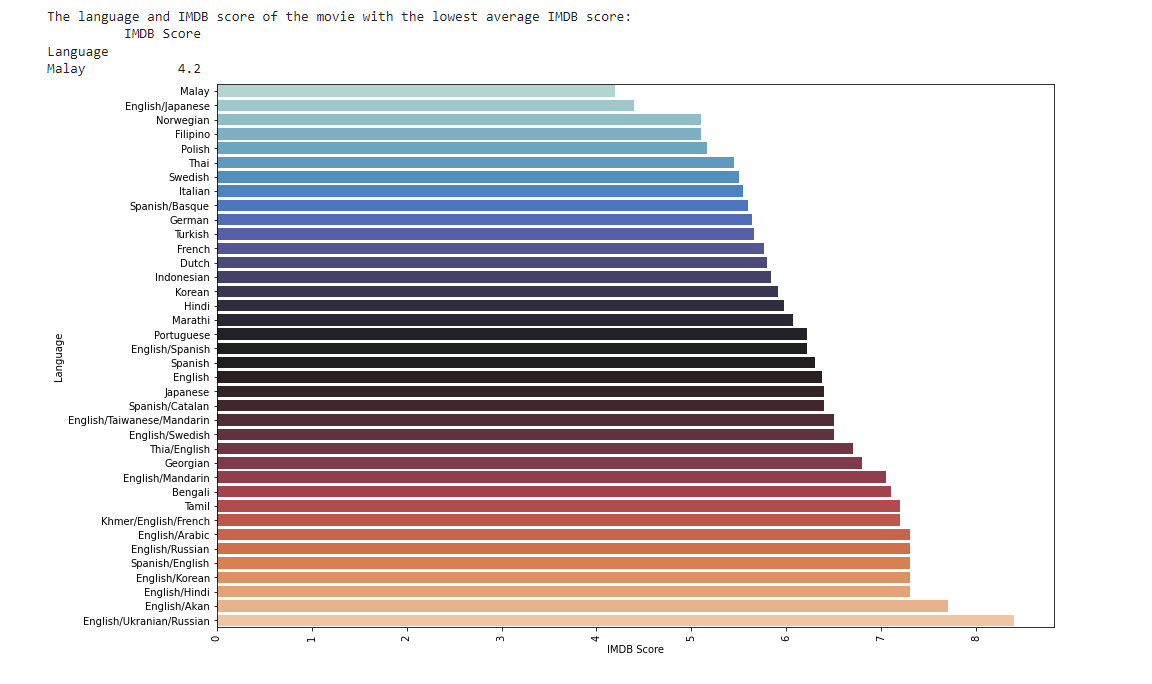 The language and IMDB score of the movie with the lowest average IMDB score:
IMDB Score
Language
Malay 4.2
Malay
English/Japanese
Norwegian
Filipino
Polish
Thai
Swedish
Italian
Spanish/Basque
German
Turkish
French
Dutch
Indonesian
Korean
Hindi
Marathi
Portuguese
English/Spanish
Spanish
English
Japanese
Spanish/Catalan
English/Taiwanese/Mandarin
English/Swedish
Thia/English
Georgian
English/Mandarin
Bengali
Tamil
Khmer/English/French
English/Arabic
English/Russian
Spanish/English
English/Korean
English/Hindi
English/Akan
English/Ukranian/Russian
Language
0 1 2 3 4 5 6 7 8
IMDB Score